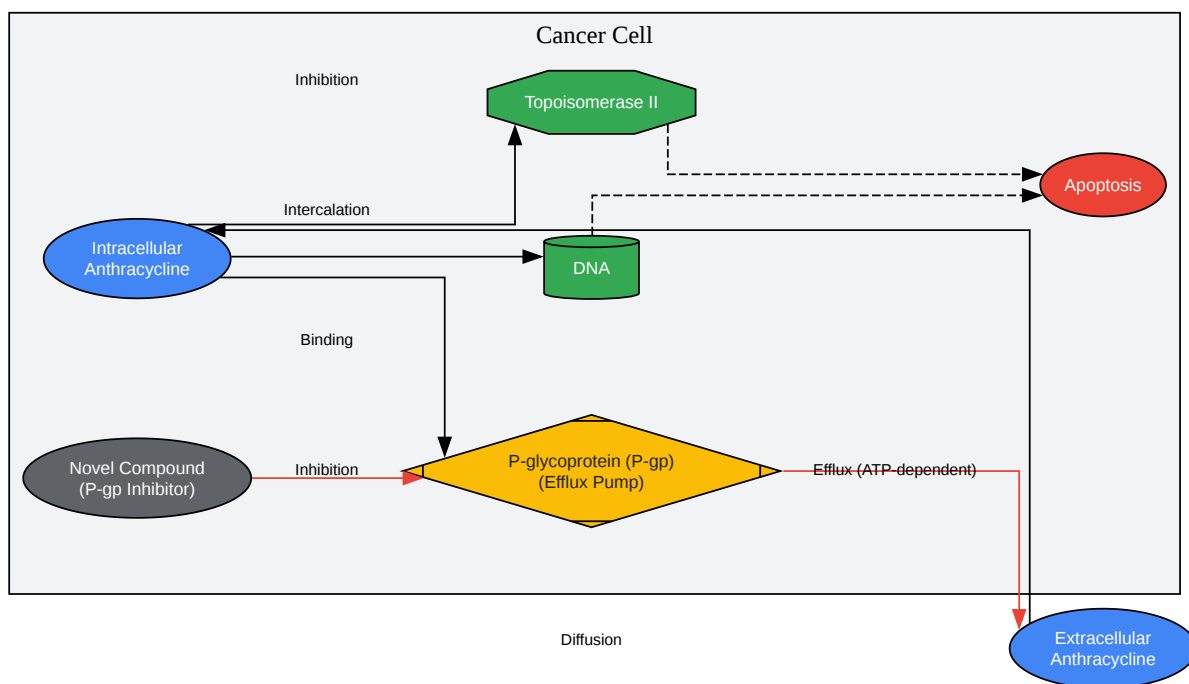 Cancer Cell
Inhibition
Topoisomerase II
Apoptosis
Intercalation
Intracellular
Anthracycline
DNA
Binding
Novel Compound
(P-gp Inhibitor)
Inhibition
P-glycoprotein (P-gp)
(Efflux Pump)
Efflux (ATP-dependent)
Diffusion
Extracellular
Anthracycline